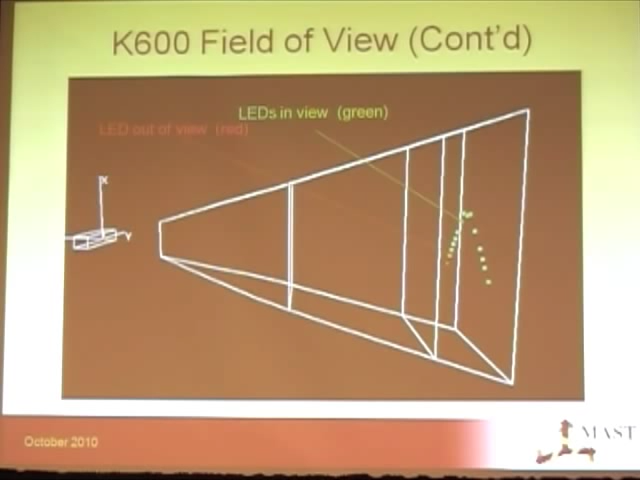 K600 Field of View (Cont'd)
LEDs in view (green)
LED out of view (red)
X
Y
October 2010
MAST